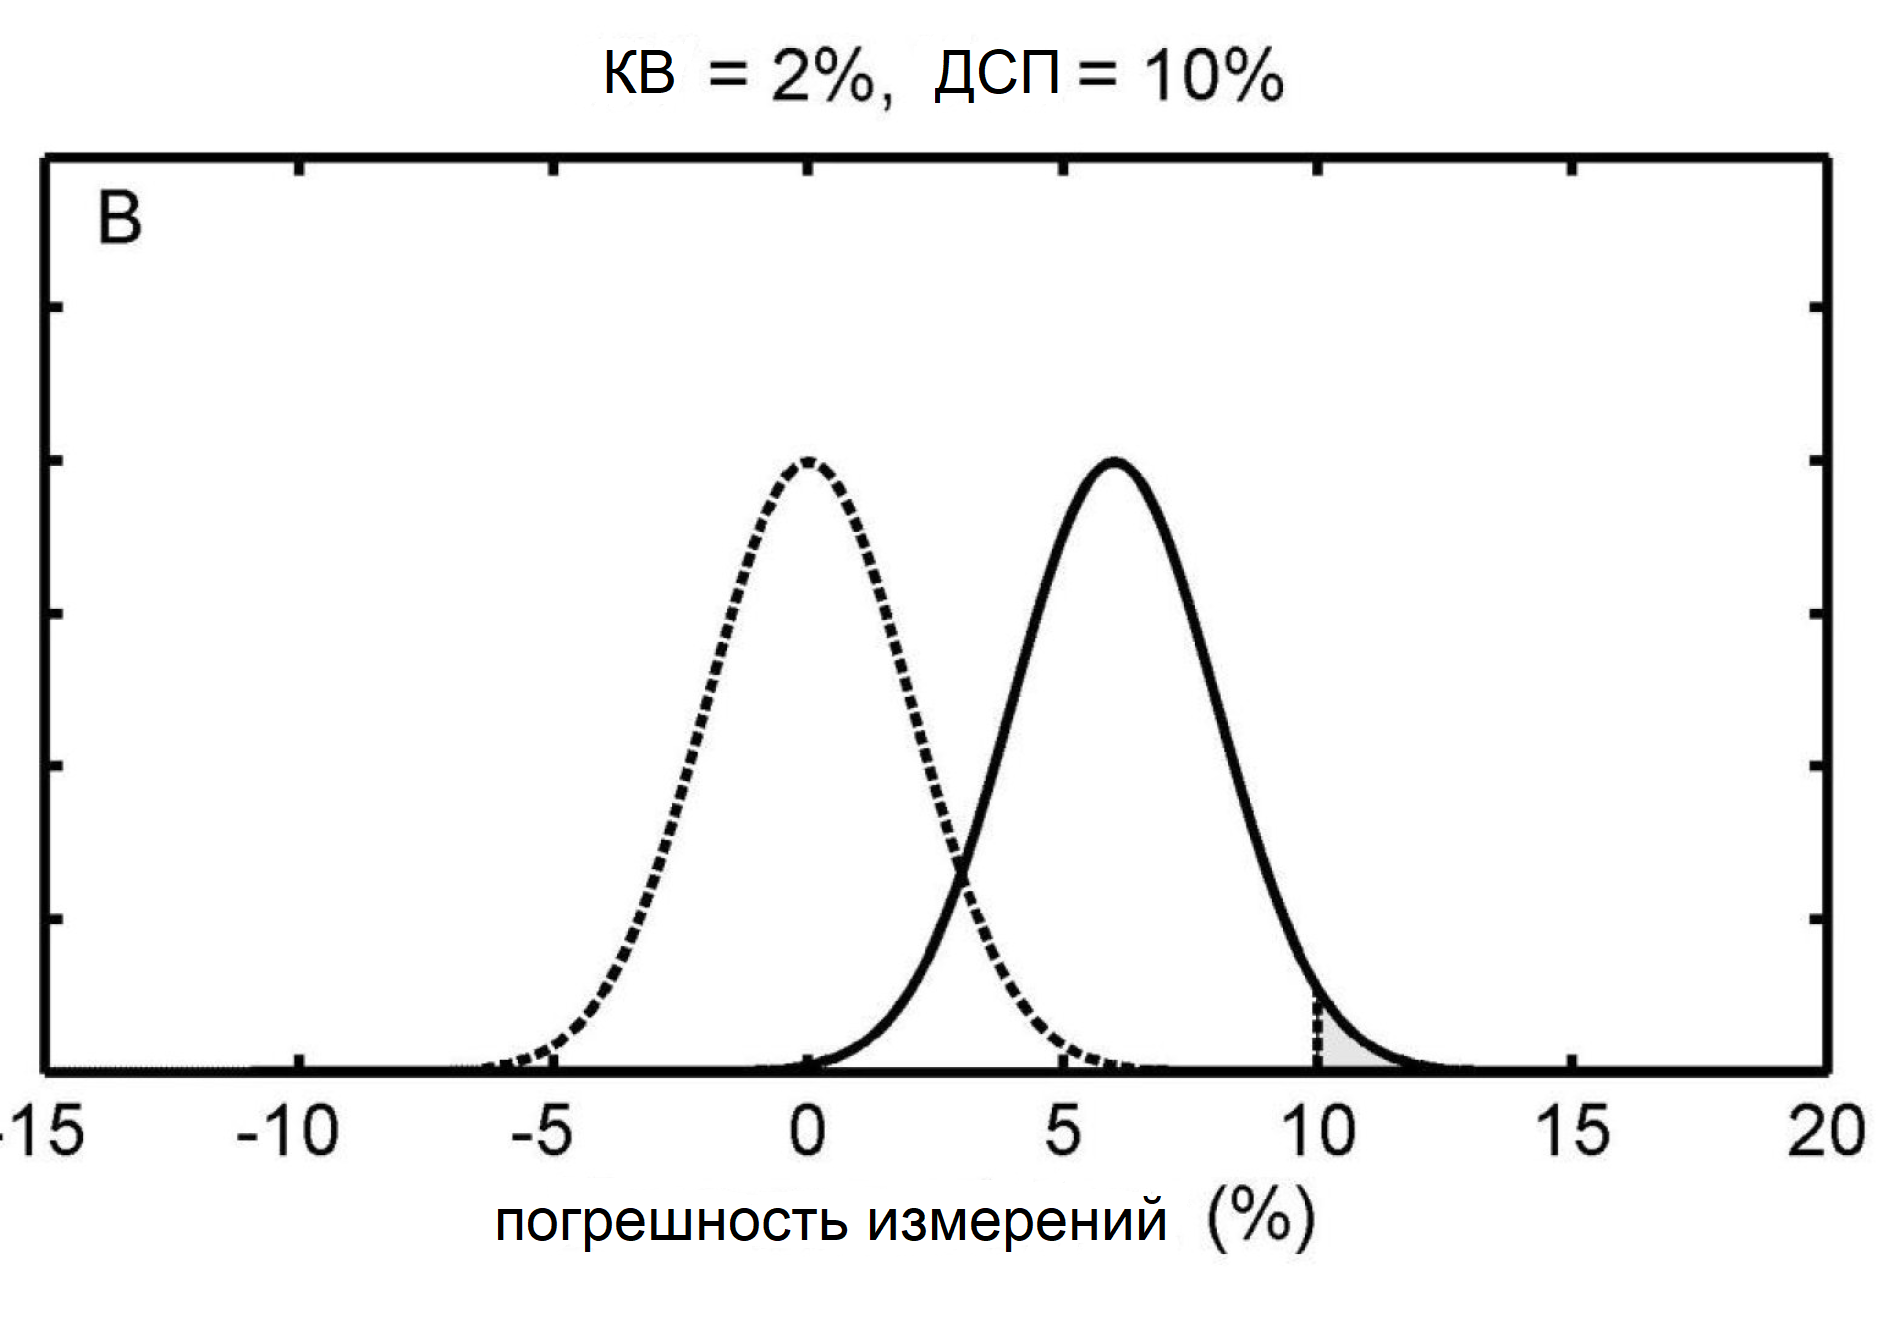 КВ = 2%, ДСП = 10%
В
-15 -10 -5 0 5 10 15 20
погрешность измерений (%)